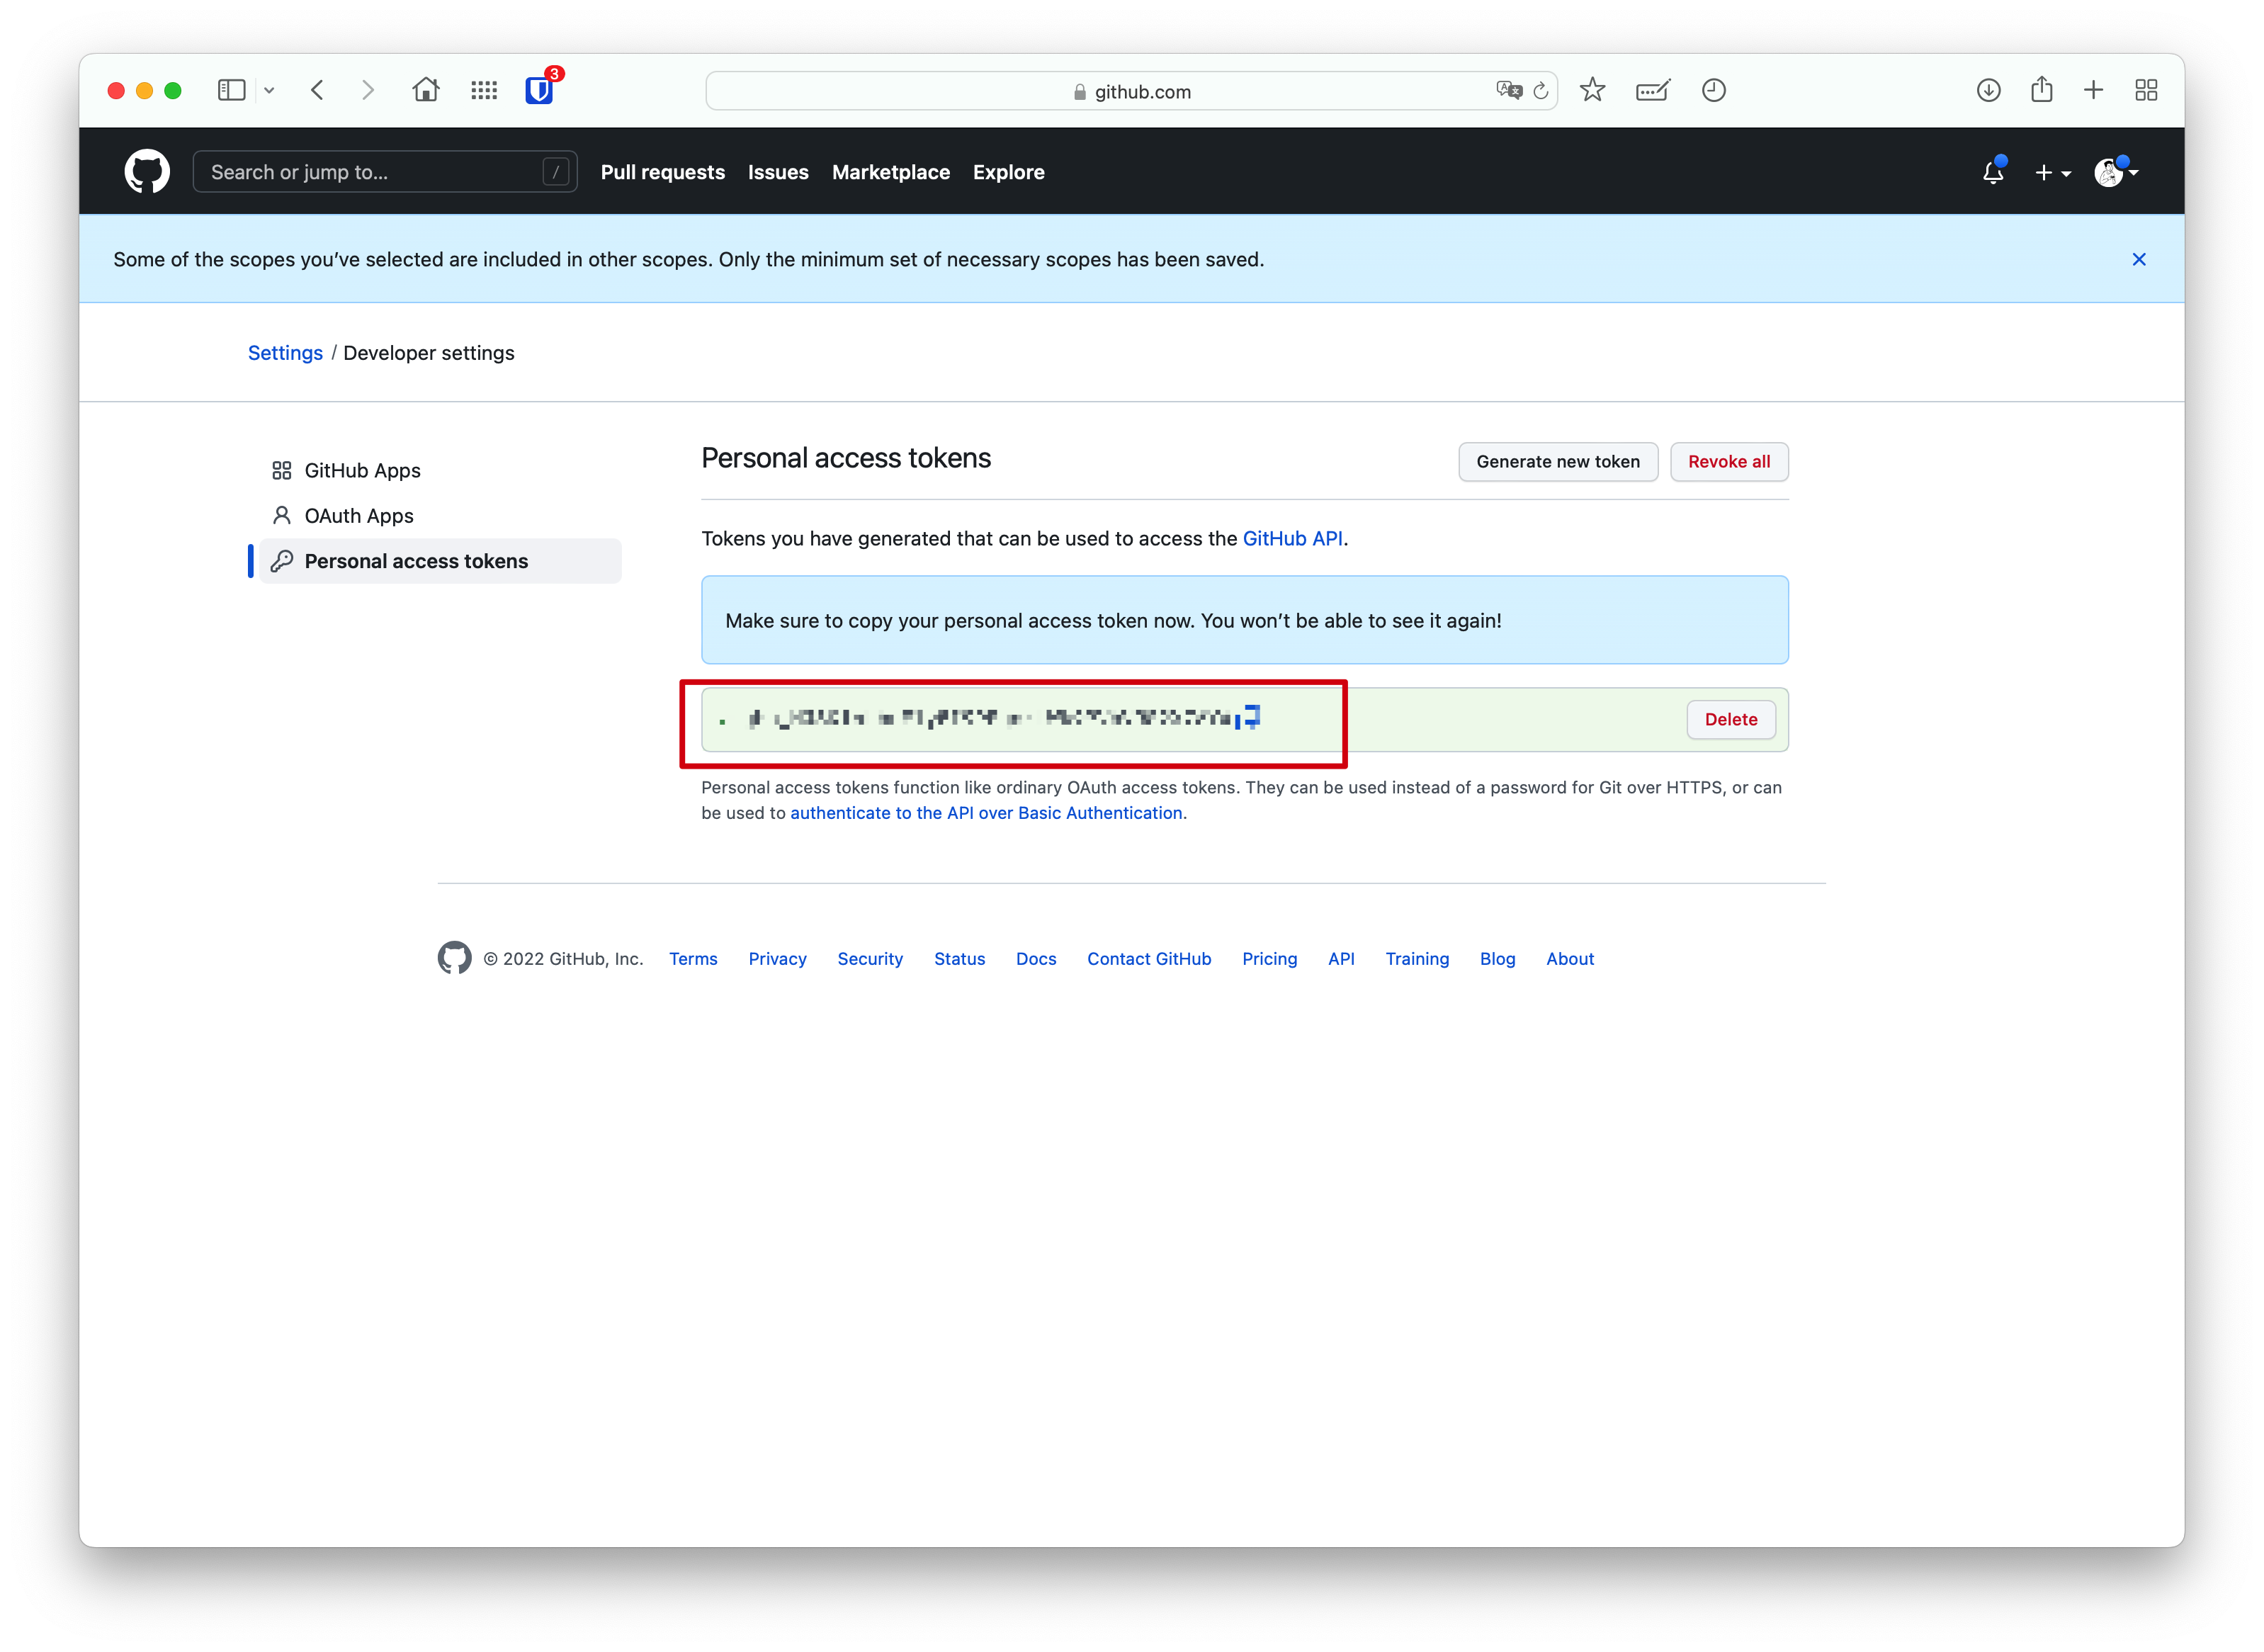 3
github.com
Search or jump to... /
Pull requests Issues Marketplace Explore
Some of the scopes you’ve selected are included in other scopes. Only the minimum set of necessary scopes has been saved.
Settings / Developer settings
GitHub Apps
OAuth Apps
Personal access tokens
Personal access tokens
Generate new token
Revoke all
Tokens you have generated that can be used to access the GitHub API.
Make sure to copy your personal access token now. You won’t be able to see it again!
Delete
Personal access tokens function like ordinary OAuth access tokens. They can be used instead of a password for Git over HTTPS, or can
be used to authenticate to the API over Basic Authentication.
© 2022 GitHub, Inc. Terms Privacy Security Status Docs Contact GitHub Pricing API Training Blog About